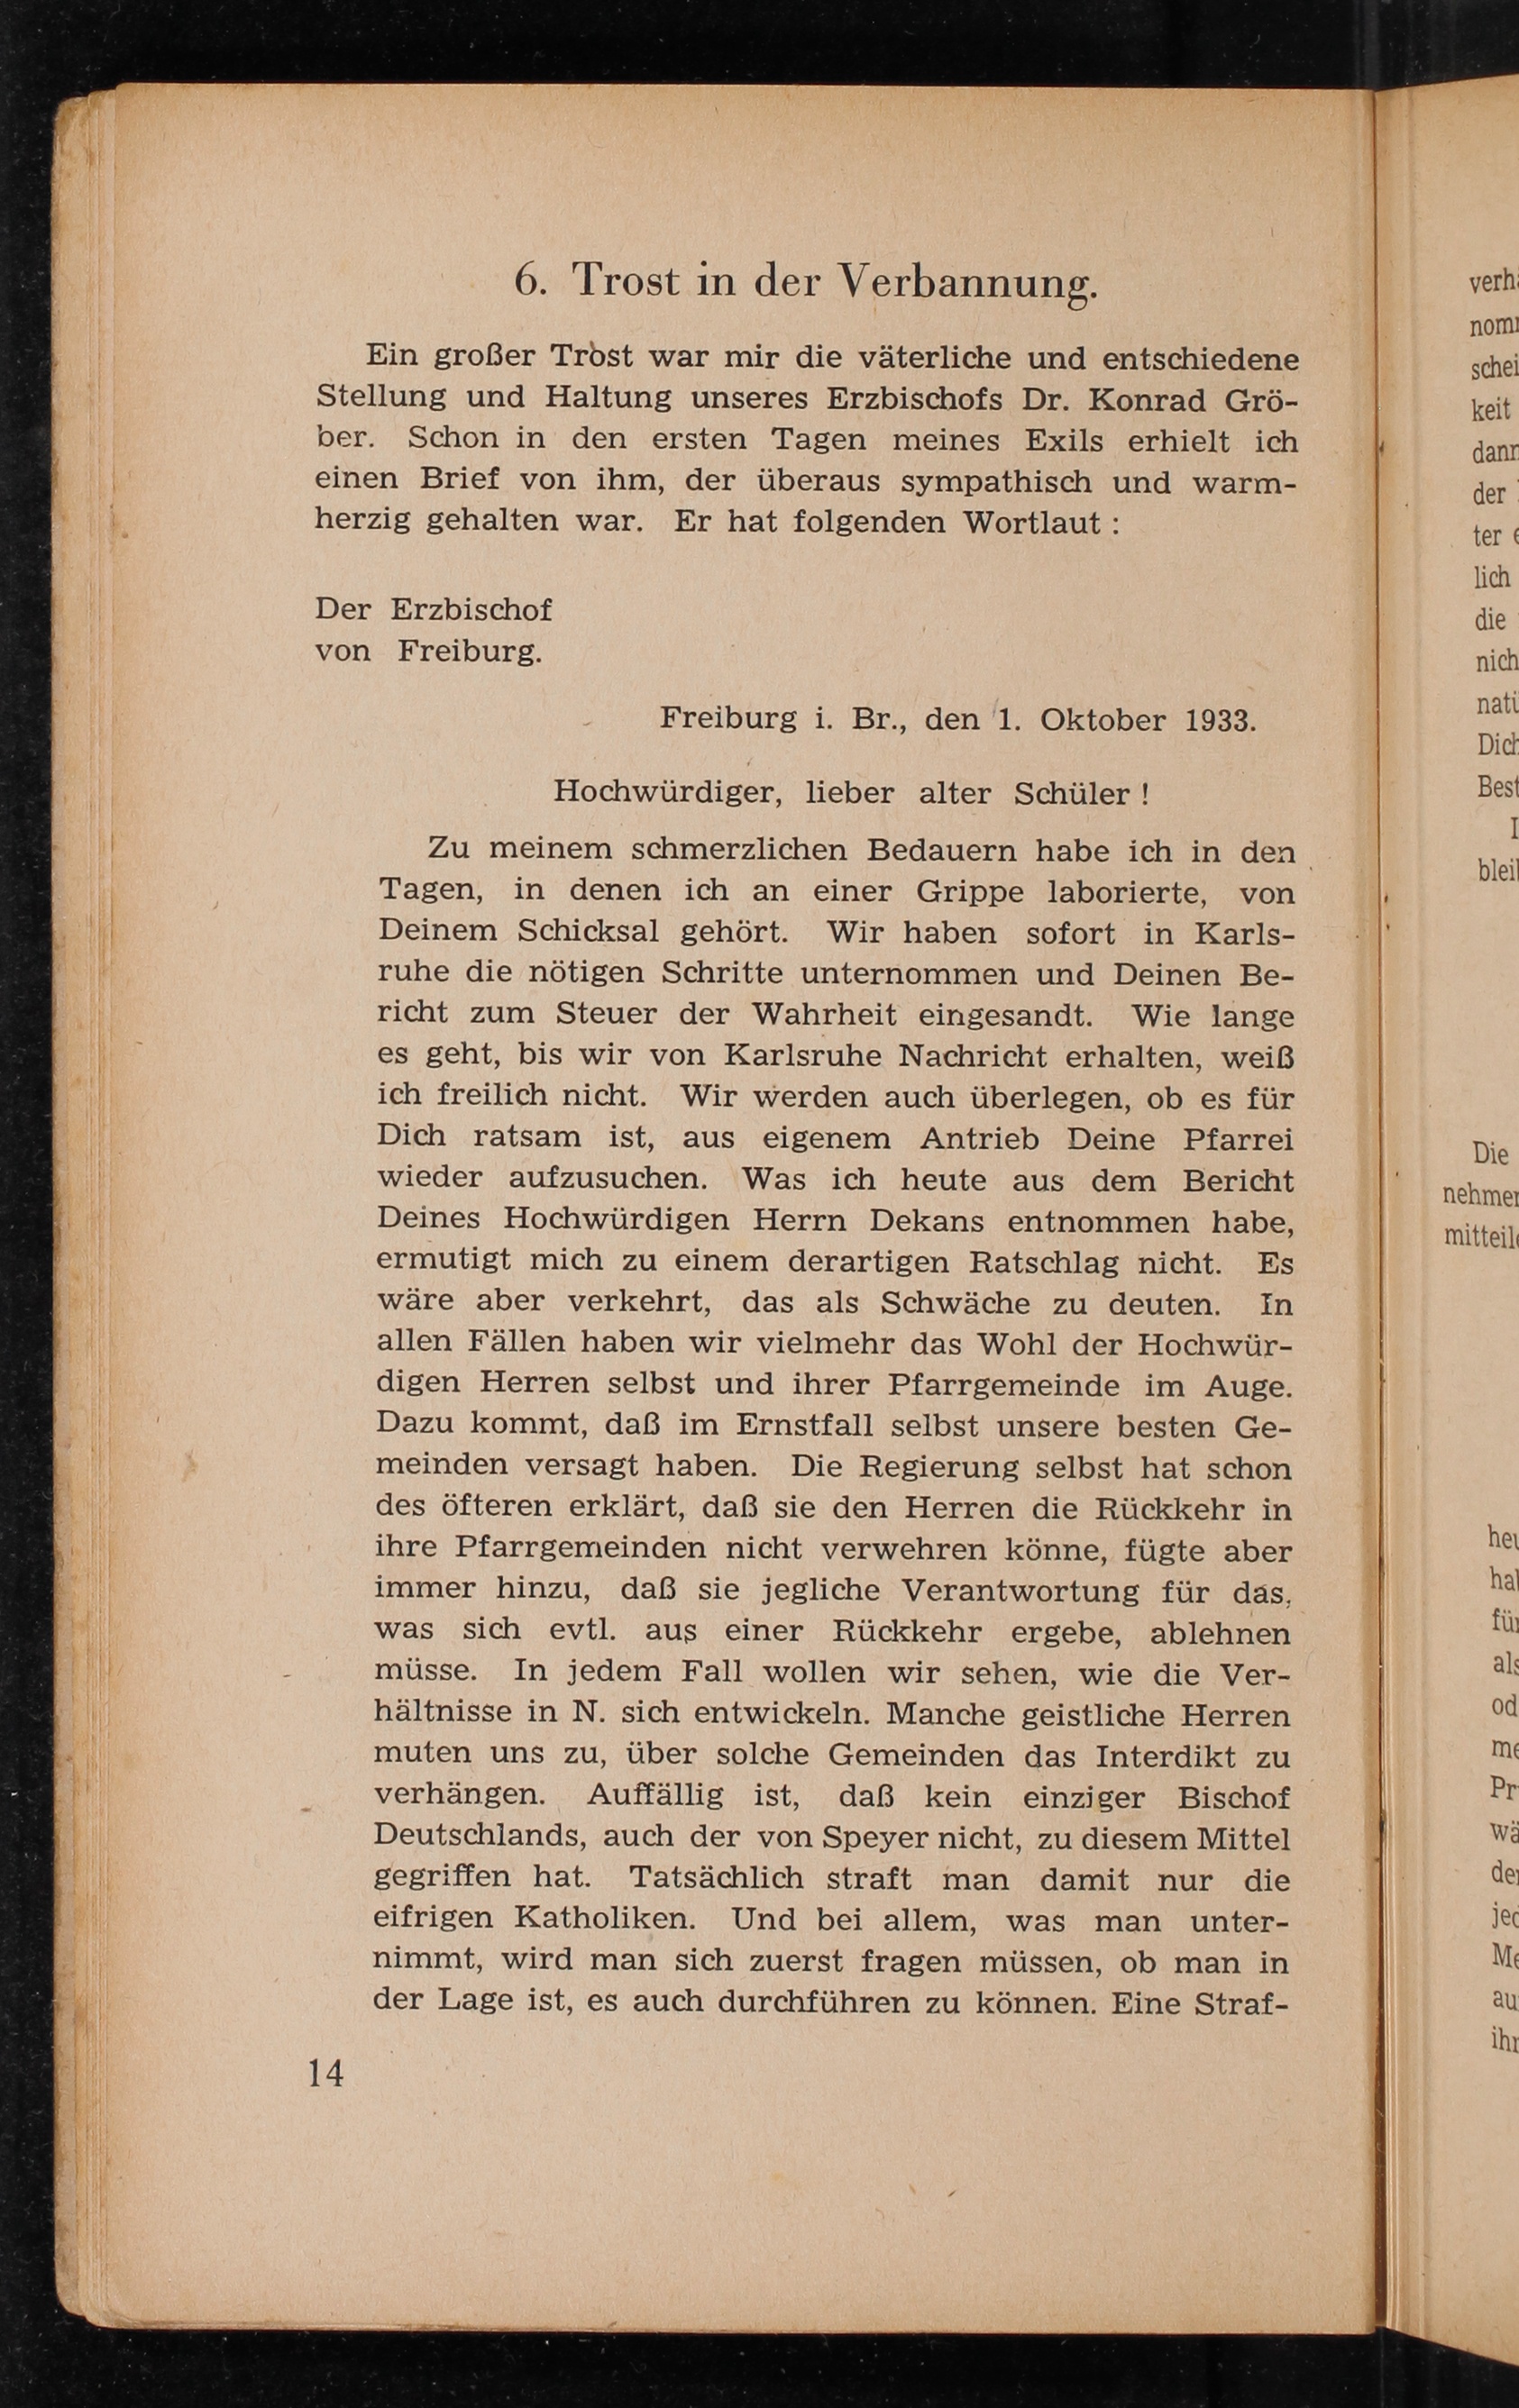 6. Trost in der Verbannung.
Ein großer Trost war mir die väterliche und entschiedene
Stellung und Haltung unseres Erzbischofs Dr. Konrad Grö-
ber. Schon in den ersten Tagen meines Exils erhielt ich
einen Brief von ihm, der überaus sympathisch und warm-
herzig gehalten war. Er hat folgenden Wortlaut :
Der Erzbischof
von Freiburg.
Freiburg i. Br., den 1. Oktober 1933.
Hochwürdiger, lieber alter Schüler !
Zu meinem schmerzlichen Bedauern habe ich in den
Tagen, in denen ich an einer Grippe laborierte, von
Deinem Schicksal gehört. Wir haben sofort in Karls-
ruhe die nötigen Schritte unternommen und Deinen Be-
richt zum Steuer der Wahrheit eingesandt. Wie lange
es geht, bis wir von Karlsruhe Nachricht erhalten, weiß
ich freilich nicht. Wir werden auch überlegen, ob es für
Dich ratsam ist, aus eigenem Antrieb Deine Pfarrei
wieder aufzusuchen. Was ich heute aus dem Bericht
Deines Hochwürdigen Herrn Dekans entnommen habe,
ermutigt mich zu einem derartigen Ratschlag nicht. Es
wäre aber verkehrt, das als Schwäche zu deuten. In
allen Fällen haben wir vielmehr das Wohl der Hochwür-
digen Herren selbst und ihrer Pfarrgemeinde im Auge.
Dazu kommt, daß im Ernstfall selbst unsere besten Ge-
meinden versagt haben. Die Regierung selbst hat schon
des öfteren erklärt, daß sie den Herren die Rückkehr in
ihre Pfarrgemeinden nicht verwehren könne, fügte aber
immer hinzu, daß sie jegliche Verantwortung für das,
was sich evtl. aus einer Rückkehr ergebe, ablehnen
müsse. In jedem Fall wollen wir sehen, wie die Ver-
hältnisse in N. sich entwickeln. Manche geistliche Herren
muten uns zu, über solche Gemeinden das Interdikt zu
verhängen. Auffällig ist, daß kein einziger Bischof
Deutschlands, auch der von Speyer nicht, zu diesem Mittel
gegriffen hat. Tatsächlich straft man damit nur die
eifrigen Katholiken. Und bei allem, was man unter-
nimmt, wird man sich zuerst fragen müssen, ob man in
der Lage ist, es auch durchführen zu können. Eine Straf-
14
keit
der
ter
lich
die
Die